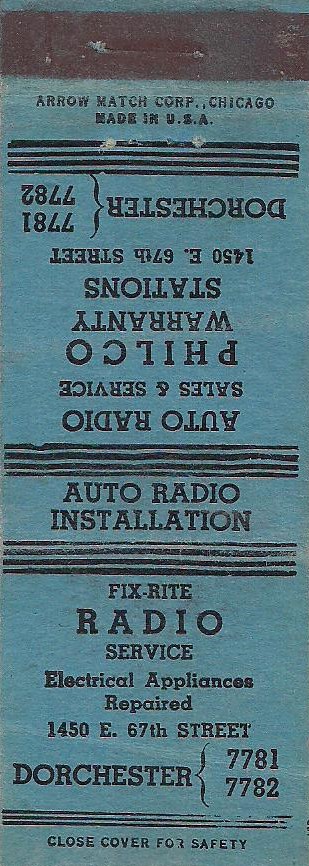 ARROW MATCH CORP., CHICAGO
MADE IN U.S.A.
AUTO RADIO
SALES & SERVICE
PHILCO
WARRANTY
STATIONS
1450 E. 67th STREET
DORCHESTER { 7781
7782
AUTO RADIO
INSTALLATION
FIX-RITE
RADIO
SERVICE
Electrical Appliances
Repaired
1450 E. 67th STREET
DORCHESTER { 7781
7782
CLOSE COVER FOR SAFETY